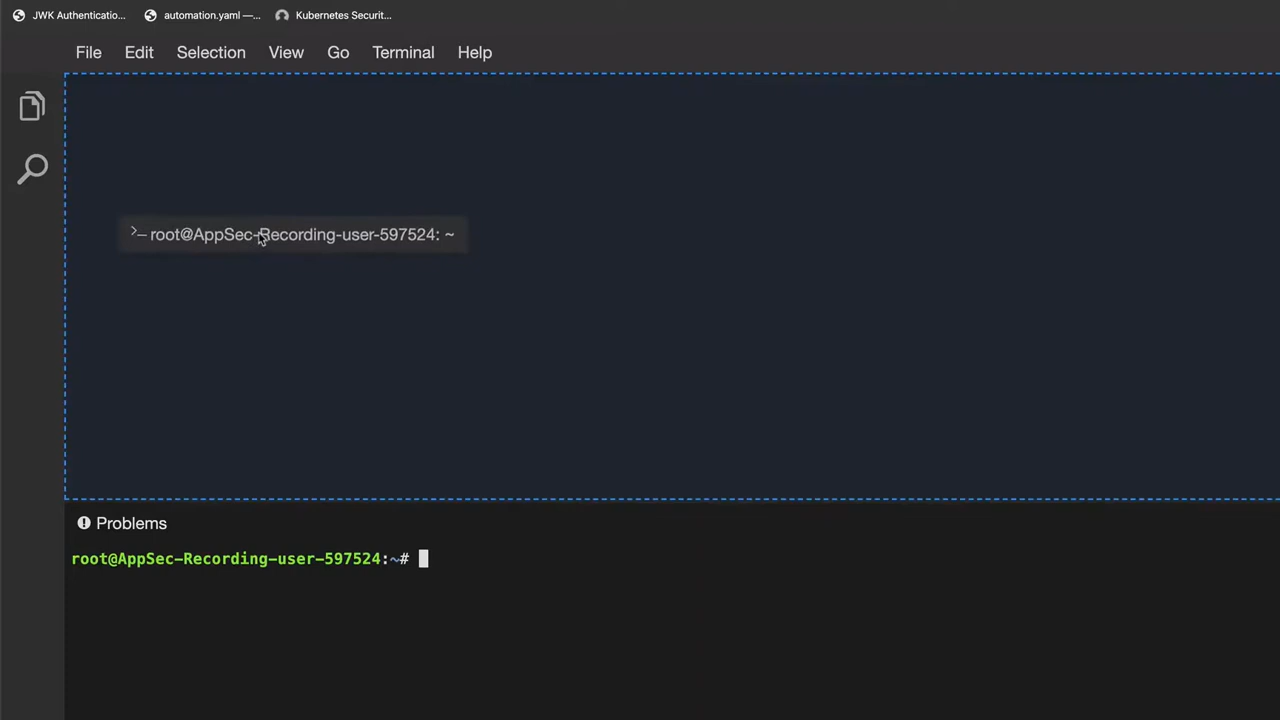 JWK Authenticatio... automation.yaml —... Kubernetes Securit...
File Edit Selection View Go Terminal Help
>_ root@AppSec-Recording-user-597524: ~
Problems
root@AppSec-Recording-user-597524:~#